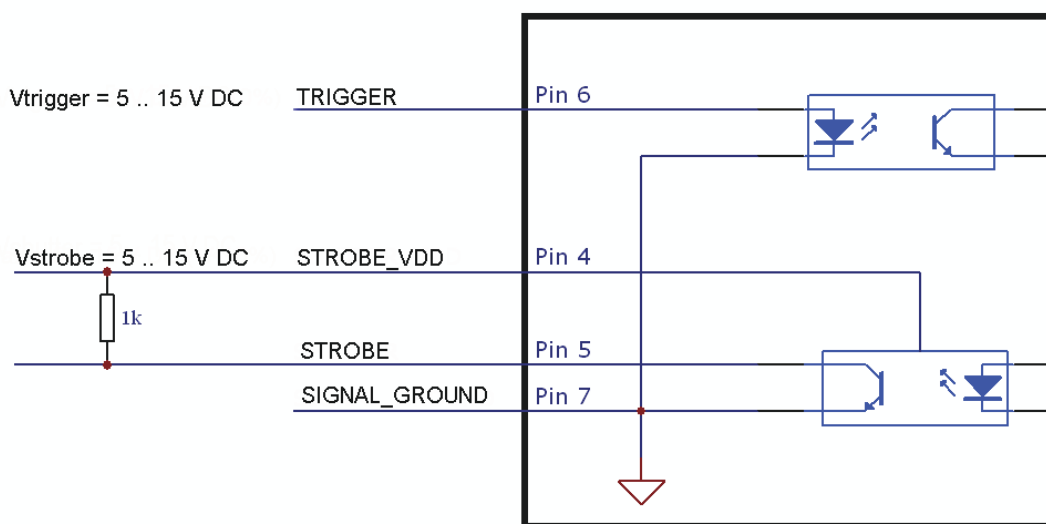 Vtrigger = 5 .. 15 V DC TRIGGER Pin 6
Vstrobe = 5 .. 15 V DC STROBE_VDD Pin 4
1k
STROBE Pin 5
SIGNAL_GROUND Pin 7